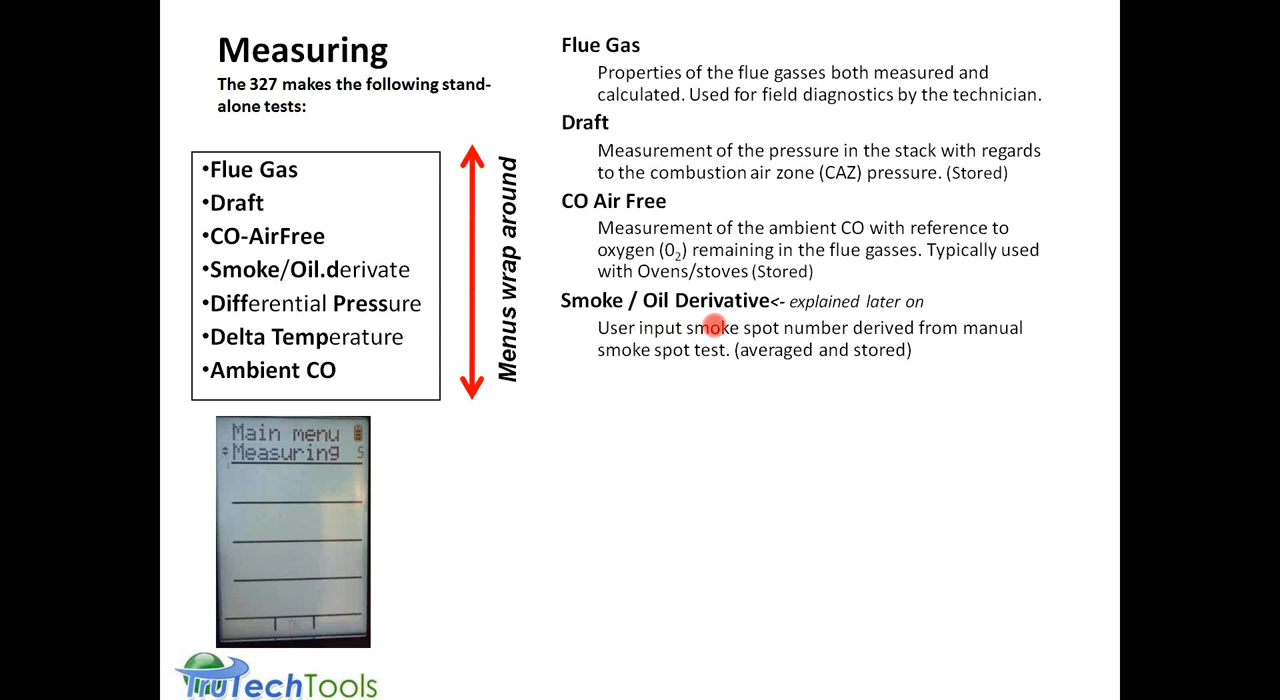 Measuring
The 327 makes the following stand-
alone tests:
•Flue Gas
•Draft
•CO-AirFree
•Smoke/Oil.derivate
•Differential Pressure
•Delta Temperature
•Ambient CO
Menus wrap around
Main menu
Measuring 5
TruTechTools
Flue Gas
Properties of the flue gasses both measured and
calculated. Used for field diagnostics by the technician.
Draft
Measurement of the pressure in the stack with regards
to the combustion air zone (CAZ) pressure. (Stored)
CO Air Free
Measurement of the ambient CO with reference to
oxygen (0₂) remaining in the flue gasses. Typically used
with Ovens/stoves (Stored)
Smoke / Oil Derivative<- explained later on
User input smoke spot number derived from manual
smoke spot test. (averaged and stored)